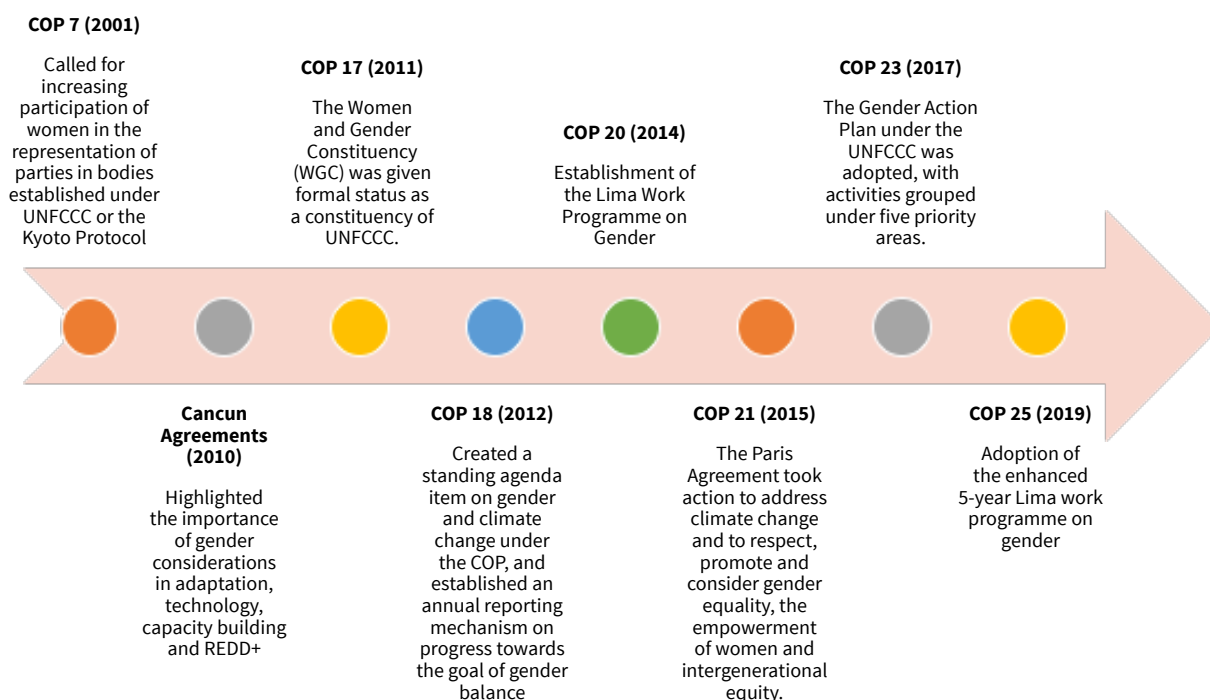 COP 7 (2001)
Called for
increasing
participation of
women in the
representation of
parties in bodies
established under
UNFCCC or the
Kyoto Protocol
Cancun
Agreements
(2010)
Highlighted
the importance
of gender
considerations
in adaptation,
technology,
capacity building
and REDD+
COP 17 (2011)
The Women
and Gender
Constituency
(WGC) was given
formal status as
a constituency of
UNFCCC.
COP 18 (2012)
Created a
standing agenda
item on gender
and climate
change under
the COP, and
established an
annual reporting
mechanism on
progress towards
the goal of gender
balance
COP 20 (2014)
Establishment of
the Lima Work
Programme on
Gender
COP 21 (2015)
The Paris
Agreement took
action to address
climate change
and to respect,
promote and
consider gender
equality, the
empowerment
of women and
intergenerational
equity.
COP 23 (2017)
The Gender Action
Plan under the
UNFCCC was
adopted, with
activities grouped
under five priority
areas.
COP 25 (2019)
Adoption of
the enhanced
5-year Lima work
programme on
gender